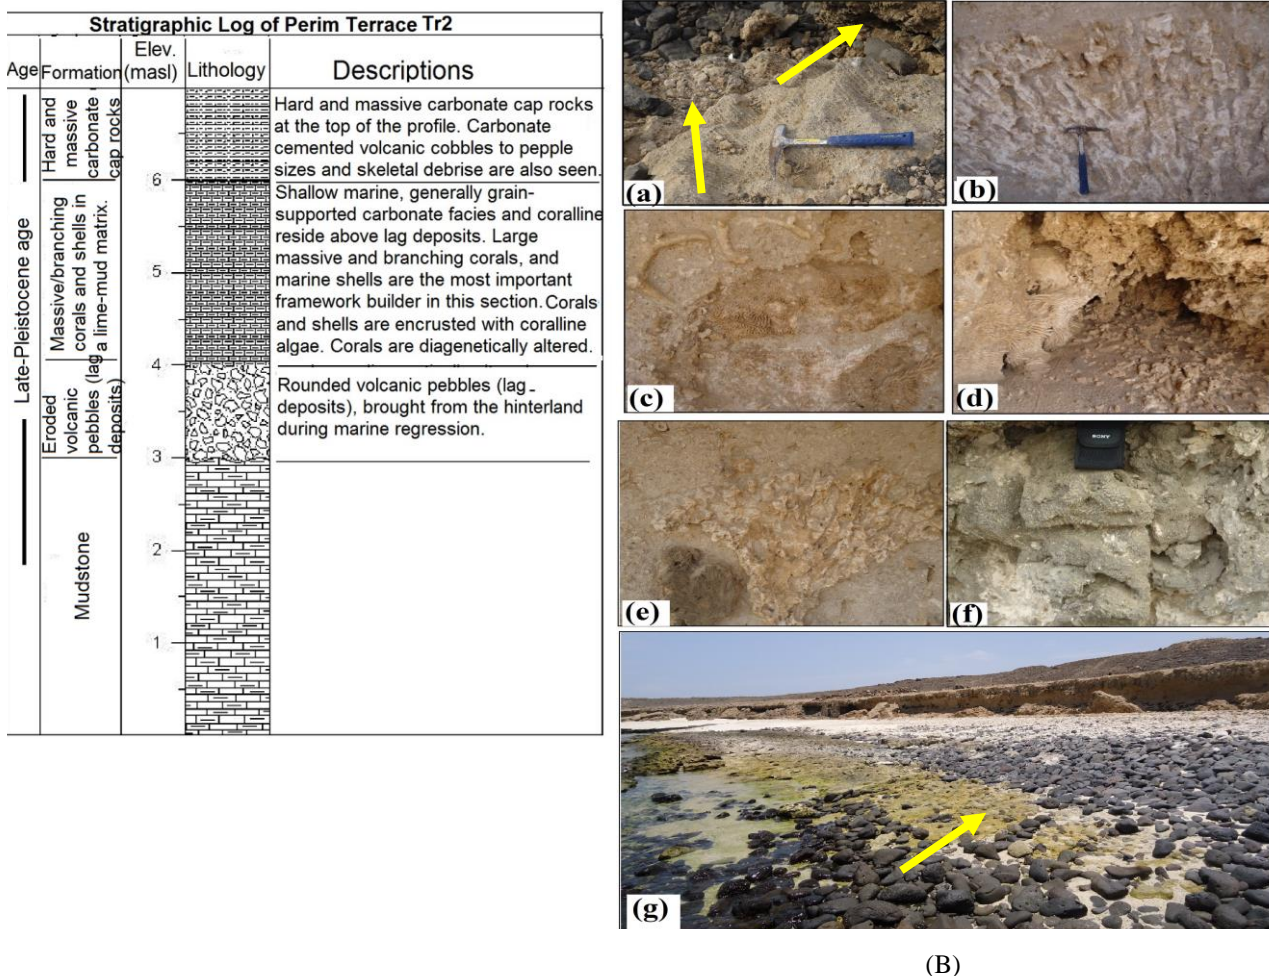 Stratigraphic Log of Perim Terrace Tr2
Age
Formation
Elev.
(masl)
Lithology
Descriptions
Late-Pleistocene age
Hard and
massive
carbonate
cap rocks
Massive/branching
corals and shells in
a lime-mud matrix.
Eroded
volcanic
pebbles (lag
deposits)
Mudstone
6
5
4
3
2
1
Hard and massive carbonate cap rocks
at the top of the profile. Carbonate
cemented volcanic cobbles to pepple
sizes and skeletal debrise are also seen.
Shallow marine, generally grain-
supported carbonate facies and coralline
reside above lag deposits. Large
massive and branching corals, and
marine shells are the most important
framework builder in this section. Corals
and shells are encrusted with coralline
algae. Corals are diagenetically altered.
Rounded volcanic pebbles (lag
deposits), brought from the hinterland
during marine regression.
(a)
(b)
(c)
(d)
(e)
SONY
(f)
(g)
(B)